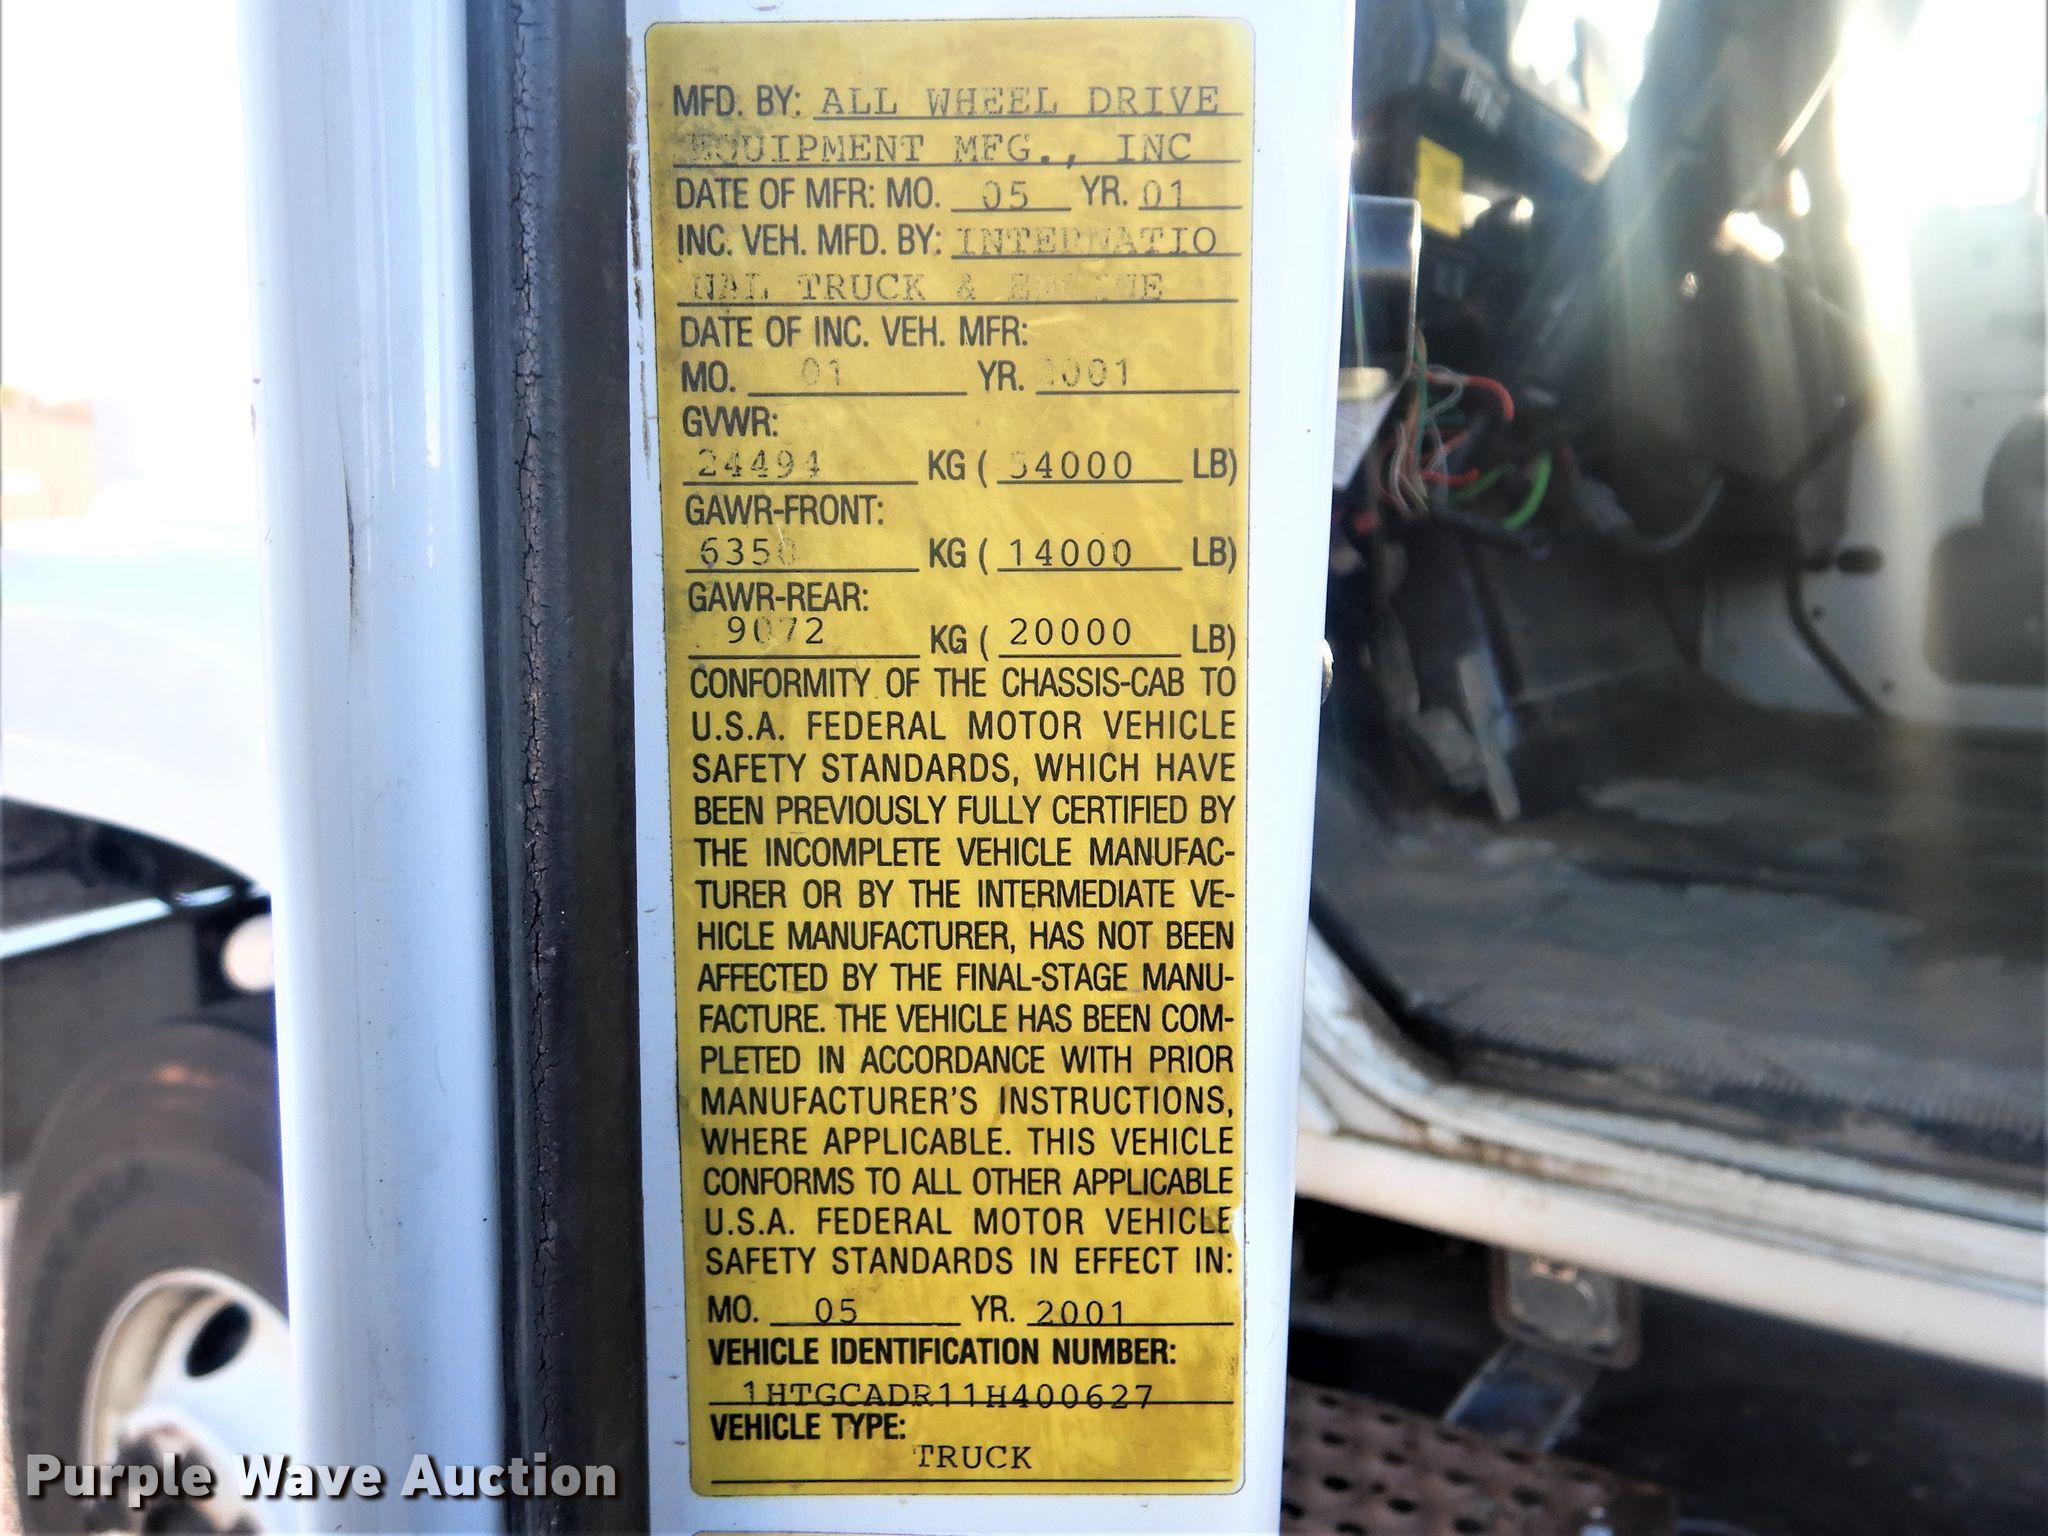 MFD. BY: ALL WHEEL DRIVE
EQUIPMENT MFG., INC
DATE OF MFR: MO. 05 YR. 01
INC. VEH. MFD. BY: INTERNATIO
NAL TRUCK & ENGINE
DATE OF INC. VEH. MFR:
MO. 01 YR. 2001
GVWR:
24494 KG ( 54000 LB)
GAWR-FRONT:
6350 KG ( 14000 LB)
GAWR-REAR:
9072 KG ( 20000 LB)
CONFORMITY OF THE CHASSIS-CAB TO
U.S.A. FEDERAL MOTOR VEHICLE
SAFETY STANDARDS, WHICH HAVE
BEEN PREVIOUSLY FULLY CERTIFIED BY
THE INCOMPLETE VEHICLE MANUFAC-
TURER OR BY THE INTERMEDIATE VE-
HICLE MANUFACTURER, HAS NOT BEEN
AFFECTED BY THE FINAL-STAGE MANU-
FACTURE. THE VEHICLE HAS BEEN COM-
PLETED IN ACCORDANCE WITH PRIOR
MANUFACTURER'S INSTRUCTIONS,
WHERE APPLICABLE. THIS VEHICLE
CONFORMS TO ALL OTHER APPLICABLE
U.S.A. FEDERAL MOTOR VEHICLE
SAFETY STANDARDS IN EFFECT IN:
MO. 05 YR. 2001
VEHICLE IDENTIFICATION NUMBER:
1HTGCADR11H400627
VEHICLE TYPE:
TRUCK
Purple Wave Auction